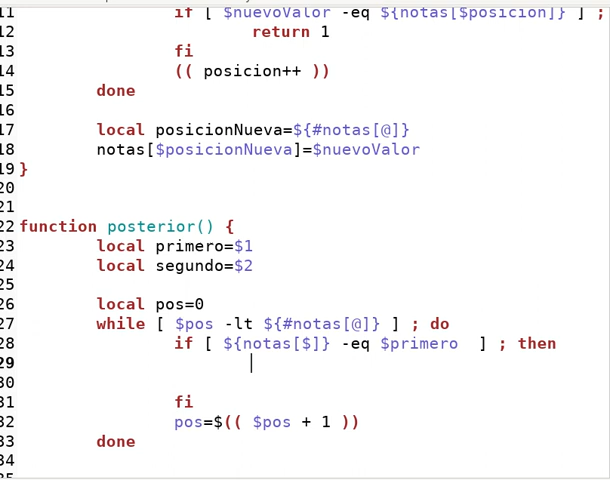 11 if [ $nuevoValor -eq ${notas[$posicion]} ] ;
12 return 1
13 fi
14 (( posicion++ ))
15 done
16
17 local posicionNueva=${#notas[@]}
18 notas[$posicionNueva]=$nuevoValor
19 }
20
21
22 function posterior() {
23 local primero=$1
24 local segundo=$2
25
26 local pos=0
27 while [ $pos -lt ${#notas[@]} ] ; do
28 if [ ${notas[$]} -eq $primero ] ; then
29
30
31 fi
32 pos=$(( $pos + 1 ))
33 done
34